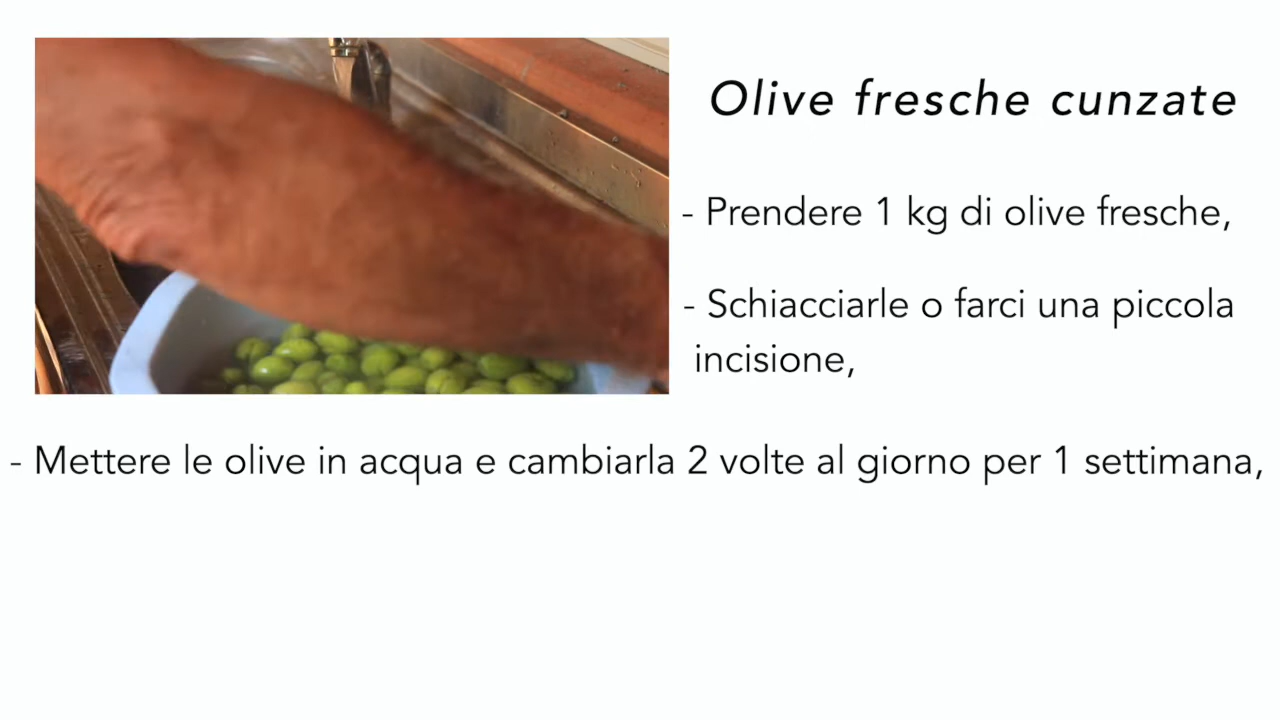 Olive fresche cunzate
- Prendere 1 kg di olive fresche,
- Schiacciarle o farci una piccola
incisione,
- Mettere le olive in acqua e cambiarla 2 volte al giorno per 1 settimana,